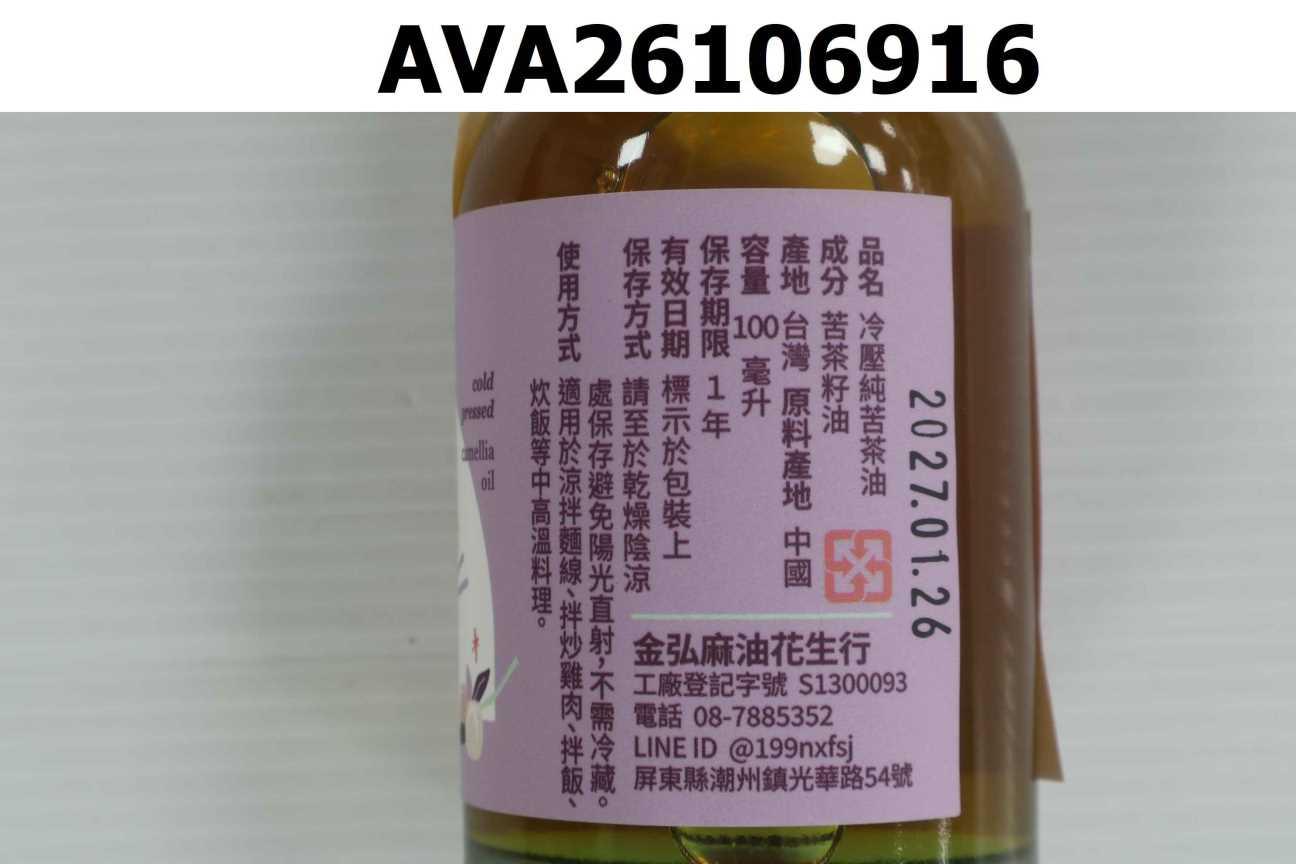 AVA26106916
2027.01.26
品名 冷壓純苦茶油
成分 苦茶籽油
產地 台灣 原料產地 中國
容量 100 毫升
保存期限 1年
有效日期 標示於包裝上
保存方式 請至於乾燥陰涼
處保存避免陽光直射,不需冷藏。
使用方式 適用於涼拌麵線、拌炒雞肉、拌飯、
炊飯等中高溫料理。
金弘麻油花生行
工廠登記字號 S1300093
電話 08-7885352
LINE ID @199nxfsj
屏東縣潮州鎮光華路54號
cold
pressed
camellia
oil